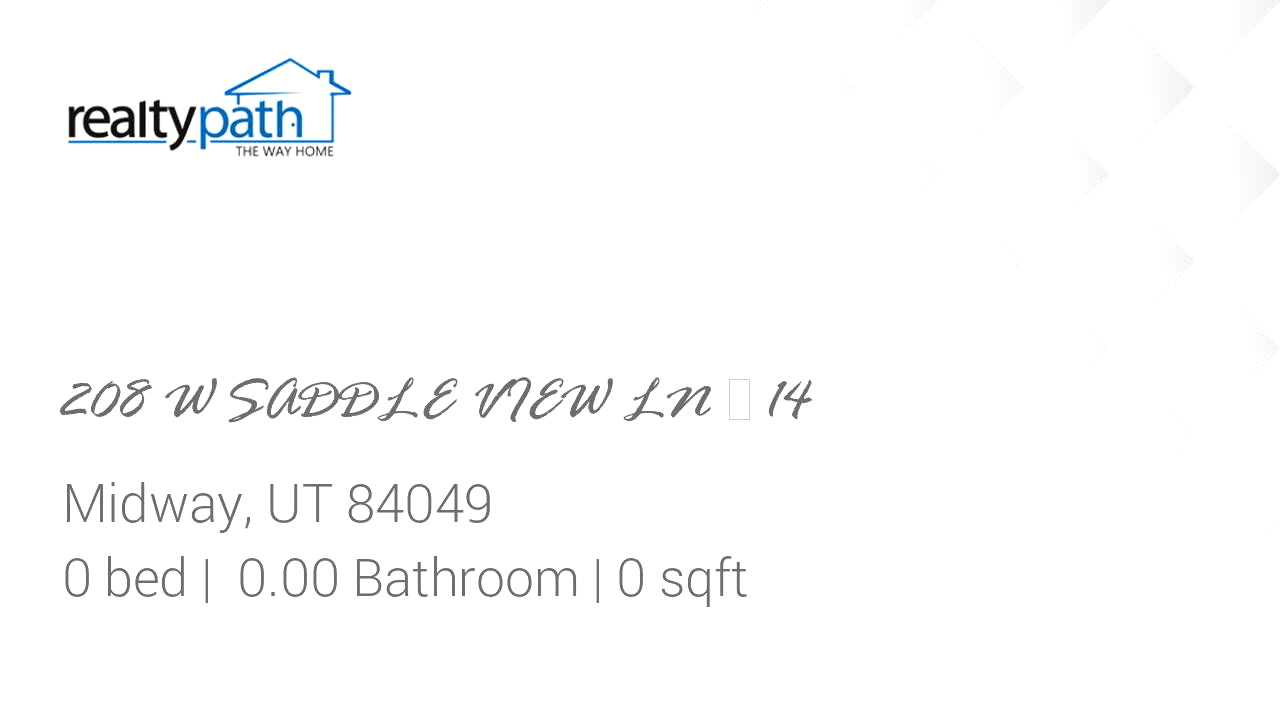 realtypath
THE WAY HOME
208 W SADDLE VIEW LN 14
Midway, UT 84049
0 bed | 0.00 Bathroom | 0 sqft